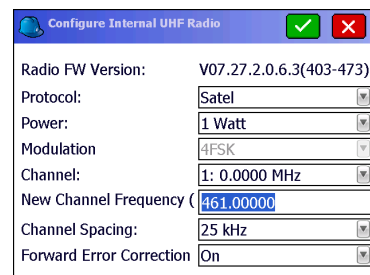 Configure Internal UHF Radio
Radio FW Version: V07.27.2.0.6.3(403-473)
Protocol: Satel
Power: 1 Watt
Modulation 4FSK
Channel: 1: 0.0000 MHz
New Channel Frequency ( 461.00000
Channel Spacing: 25 kHz
Forward Error Correction On